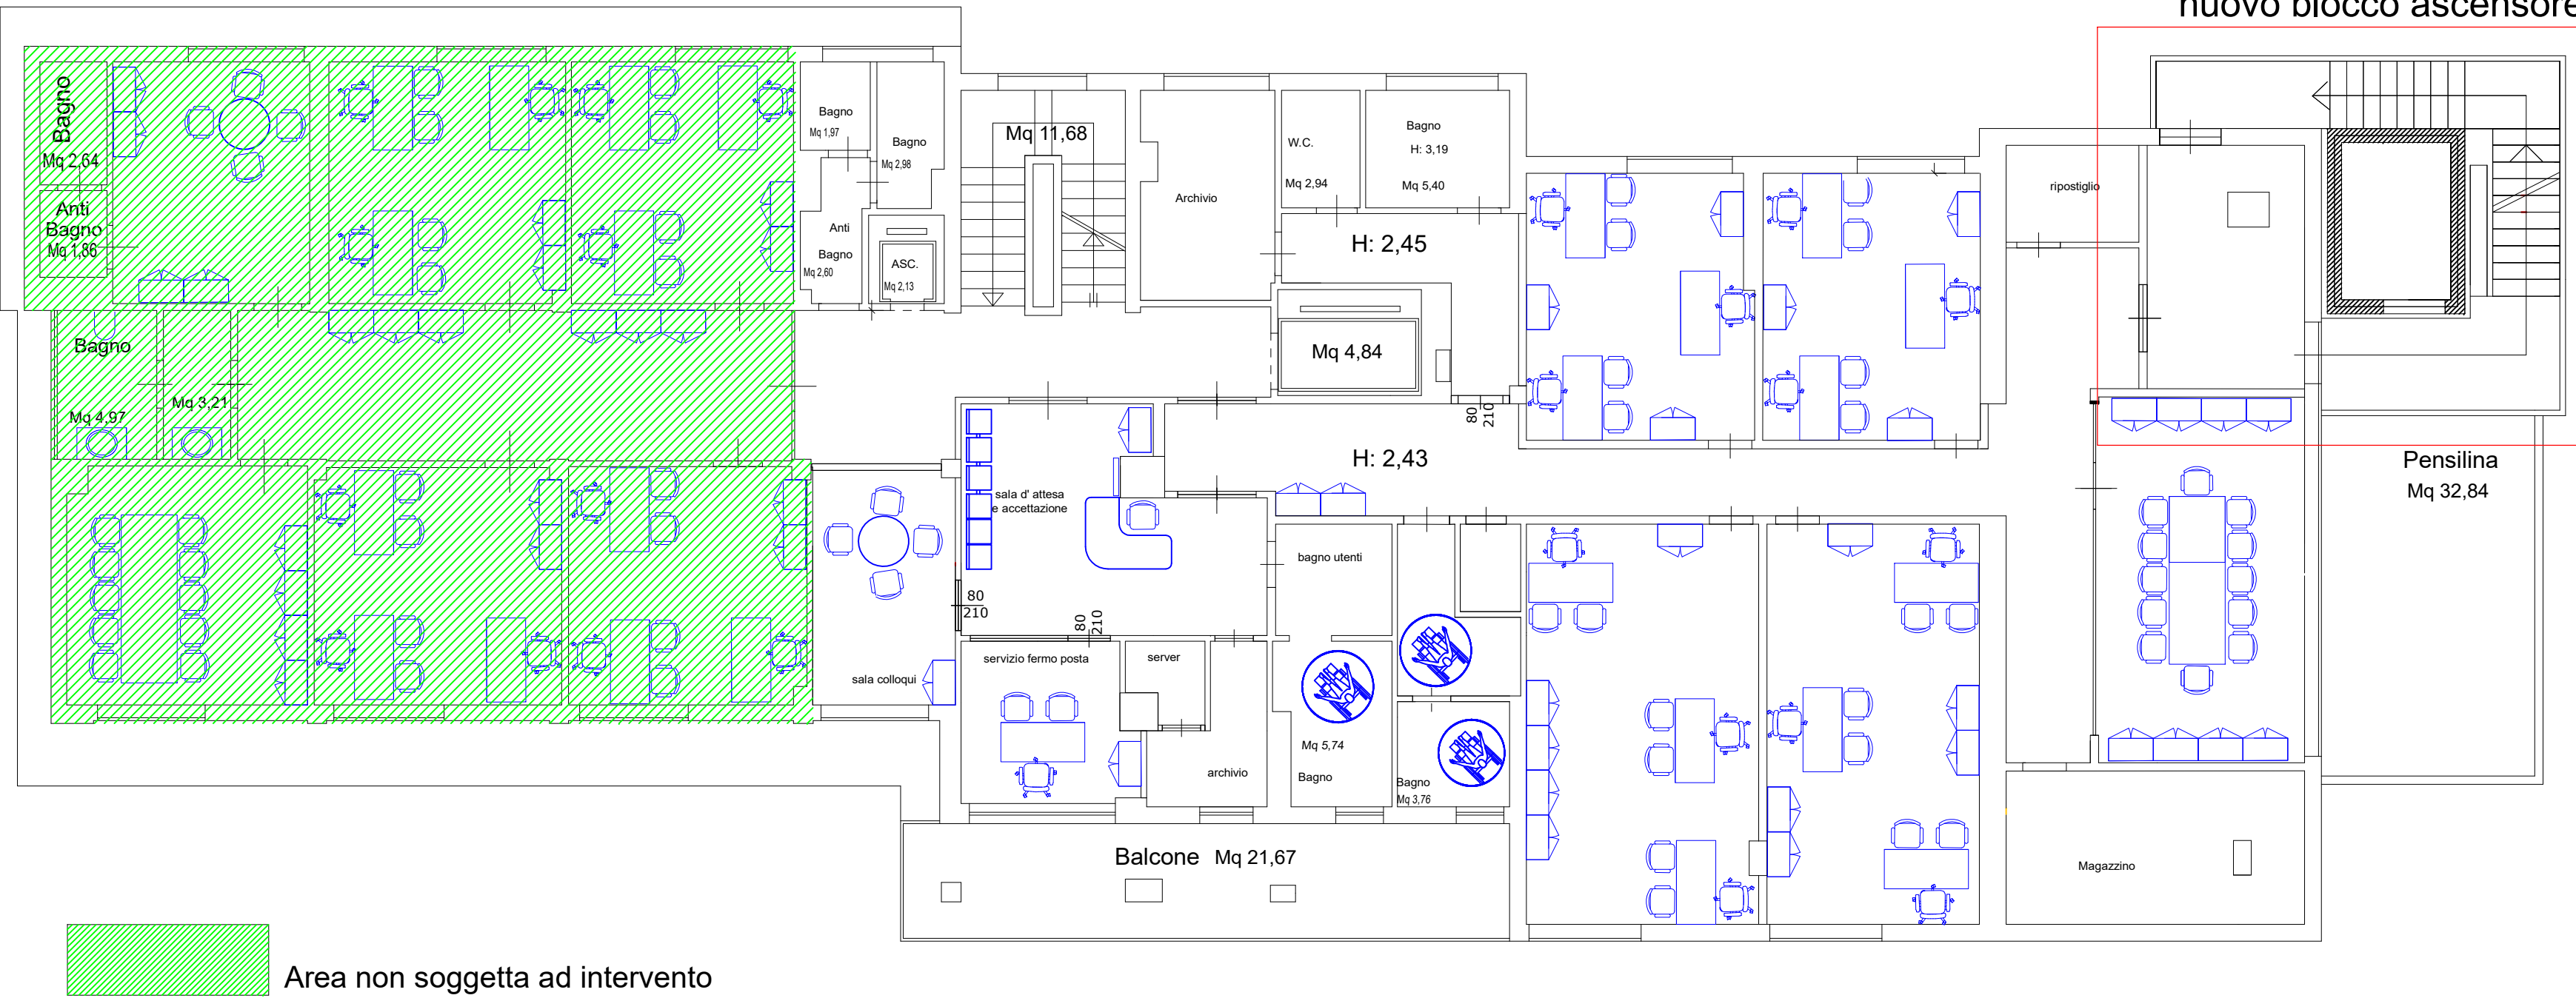 nuovo blocco ascensore
Bagno
Mq 2,64
Anti
Bagno
Mq 1,86
Bagno
Mq 1,97
Bagno
Mq 2,98
Anti
Bagno
Mq 2,60
ASC.
Mq 2,13
Mq 11,68
Archivio
W.C.
Mq 2,94
Bagno
H: 3,19
Mq 5,40
H: 2,45
Mq 4,84
ripostiglio
Bagno
Mq 4,97
Mq 3,21
80
210
H: 2,43
sala d' attesa
e accettazione
Pensilina
Mq 32,84
bagno utenti
80
210
80
210
servizio fermo posta
server
sala colloqui
archivio
Mq 5,74
Bagno
Bagno
Mq 3,76
Balcone Mq 21,67
Magazzino
Area non soggetta ad intervento